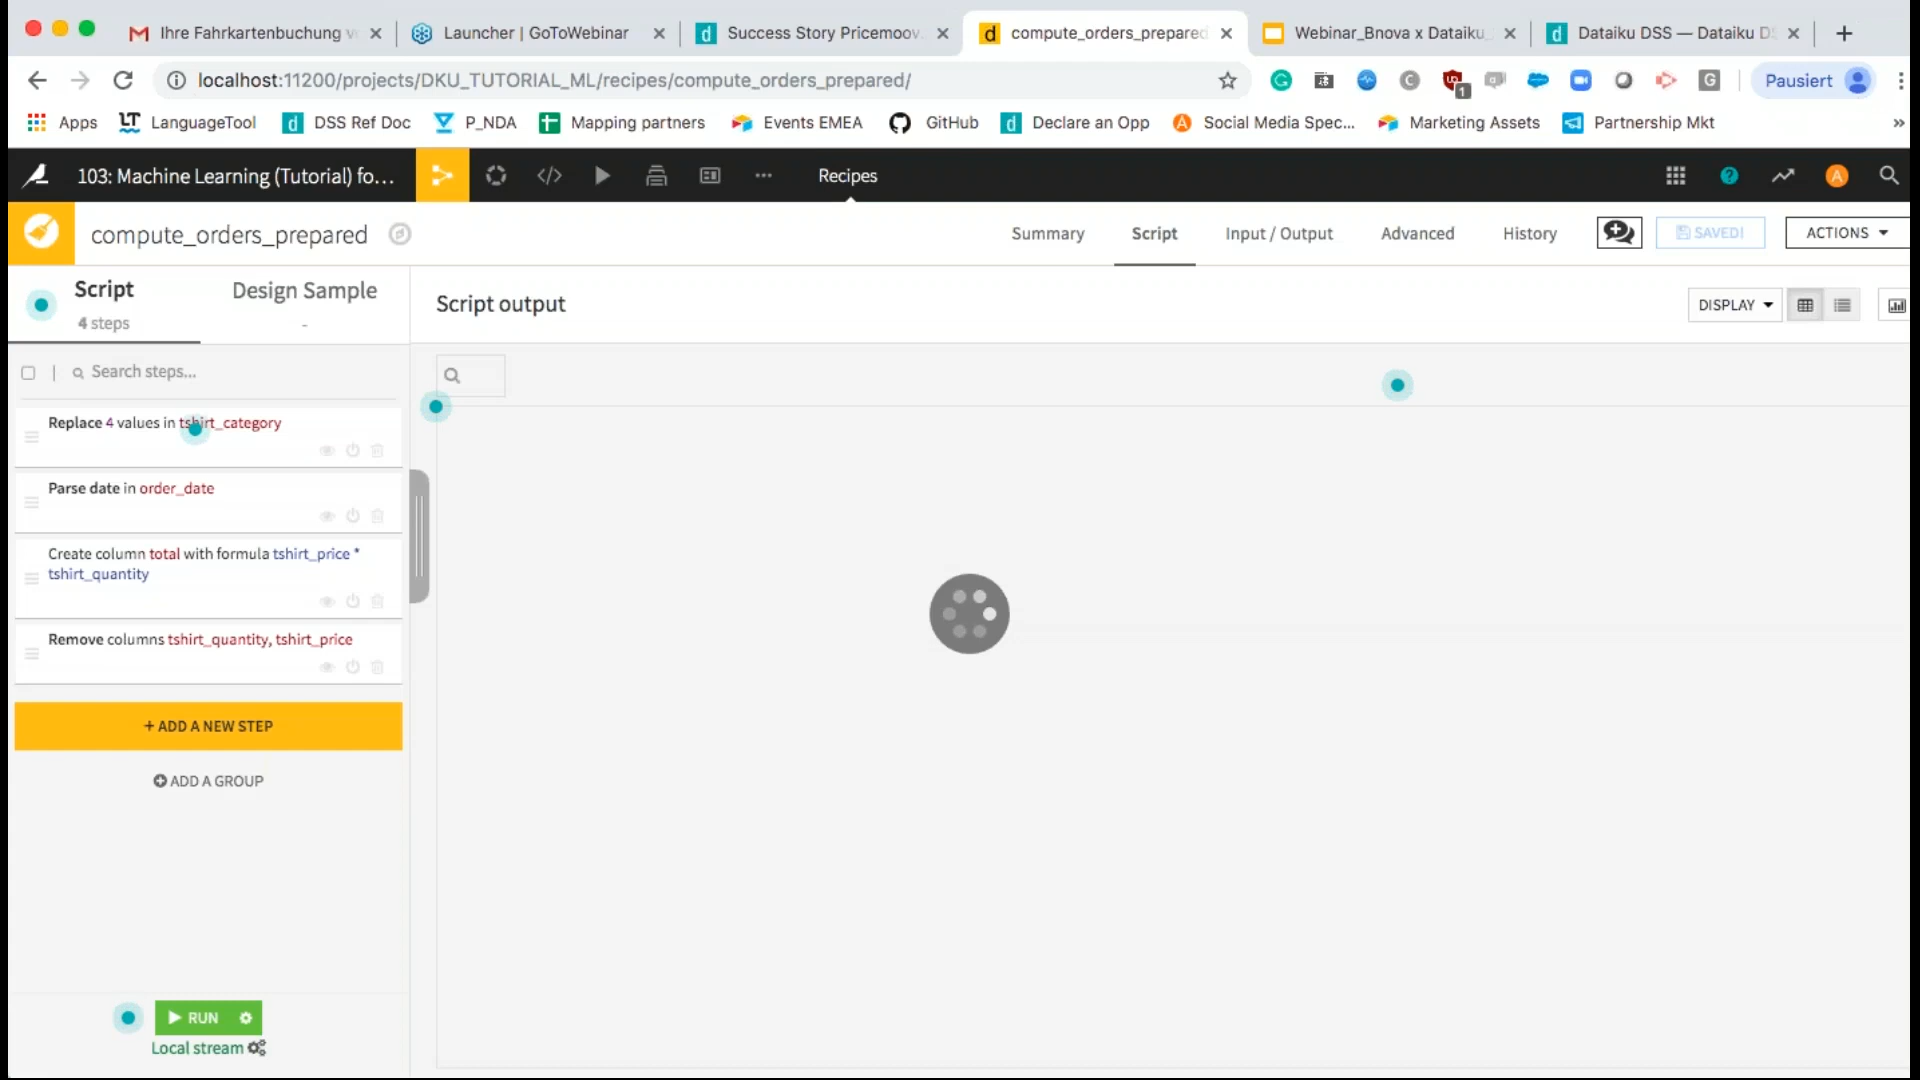 Ihre Fahrkartenbuchung
Launcher | GoToWebinar
Success Story Pricemoov
compute_orders_prepared
Webinar_Bnova x Dataiku
Dataiku DSS — Dataiku D
localhost:11200/projects/DKU_TUTORIAL_ML/recipes/compute_orders_prepared/
1
Pausiert
Apps
LanguageTool
DSS Ref Doc
P_NDA
Mapping partners
Events EMEA
GitHub
Declare an Opp
Social Media Spec...
Marketing Assets
Partnership Mkt
»
103: Machine Learning (Tutorial) fo...
Recipes
A
compute_orders_prepared
Summary
Script
Input / Output
Advanced
History
SAVED!
ACTIONS
Script
4 steps
Design Sample
-
Script output
DISPLAY
Search steps...
Replace 4 values in tshirt_category
Parse date in order_date
Create column total with formula tshirt_price *
tshirt_quantity
Remove columns tshirt_quantity, tshirt_price
+ ADD A NEW STEP
ADD A GROUP
RUN
Local stream